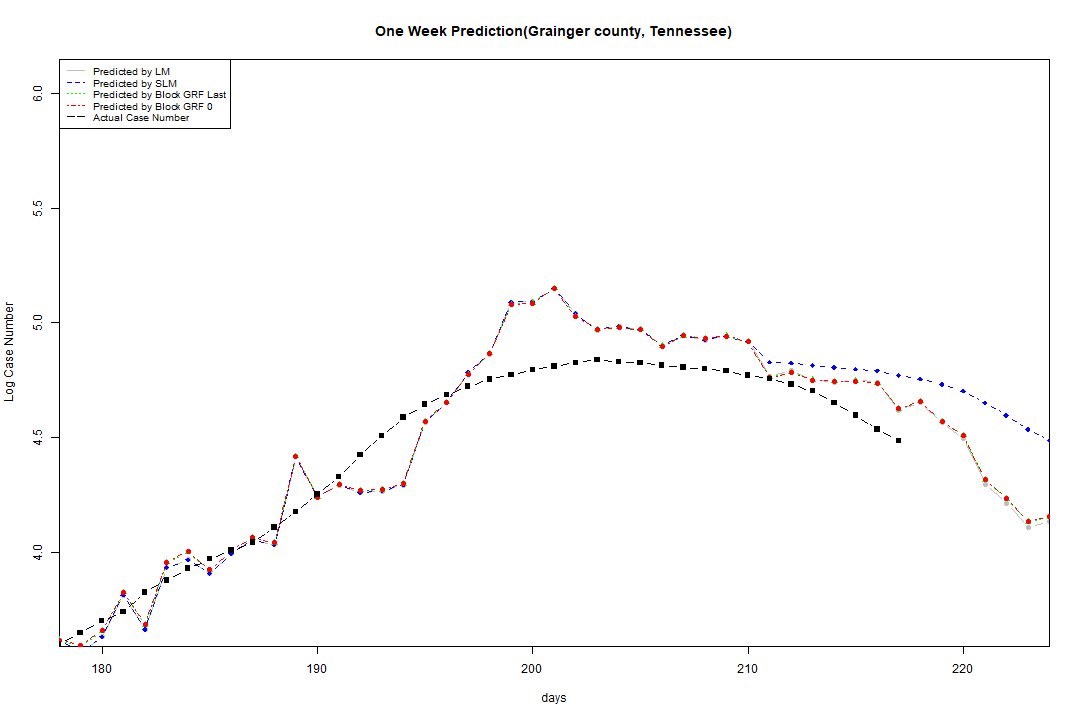 One Week Prediction(Grainger county, Tennessee)
Predicted by LM
Predicted by SLM
Predicted by Block GRF Last
Predicted by Block GRF 0
Actual Case Number
6.0
5.5
5.0
4.5
4.0
Log Case Number
180 190 200 210 220
days